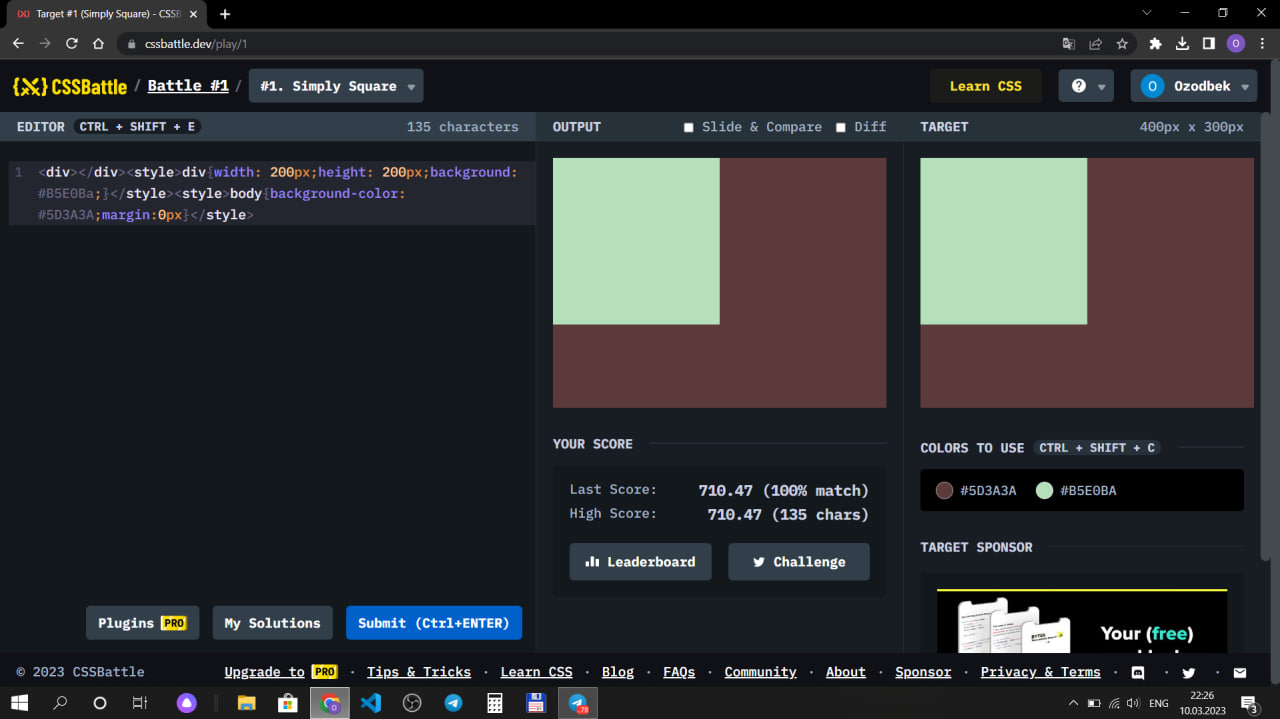 Target #1 (Simply Square) - CSSB
cssbattle.dev/play/1
O
{X} CSSBattle / Battle #1 / #1. Simply Square
Learn CSS
?
O Ozodbek
EDITOR CTRL + SHIFT + E 135 characters
OUTPUT Slide & Compare Diff
TARGET 400px x 300px
1 <div></div><style>div{width: 200px;height: 200px;background:
#B5E0Ba;}</style><style>body{background-color:
#5D3A3A;margin:0px}</style>
YOUR SCORE
Last Score: 710.47 (100% match)
High Score: 710.47 (135 chars)
Leaderboard
Challenge
COLORS TO USE CTRL + SHIFT + C
#5D3A3A #B5E0BA
TARGET SPONSOR
Your (free)
Plugins PRO
My Solutions
Submit (Ctrl+ENTER)
© 2023 CSSBattle
Upgrade to PRO · Tips & Tricks · Learn CSS · Blog · FAQs · Community · About · Sponsor · Privacy & Terms
78
ENG
22:26
10.03.2023
3